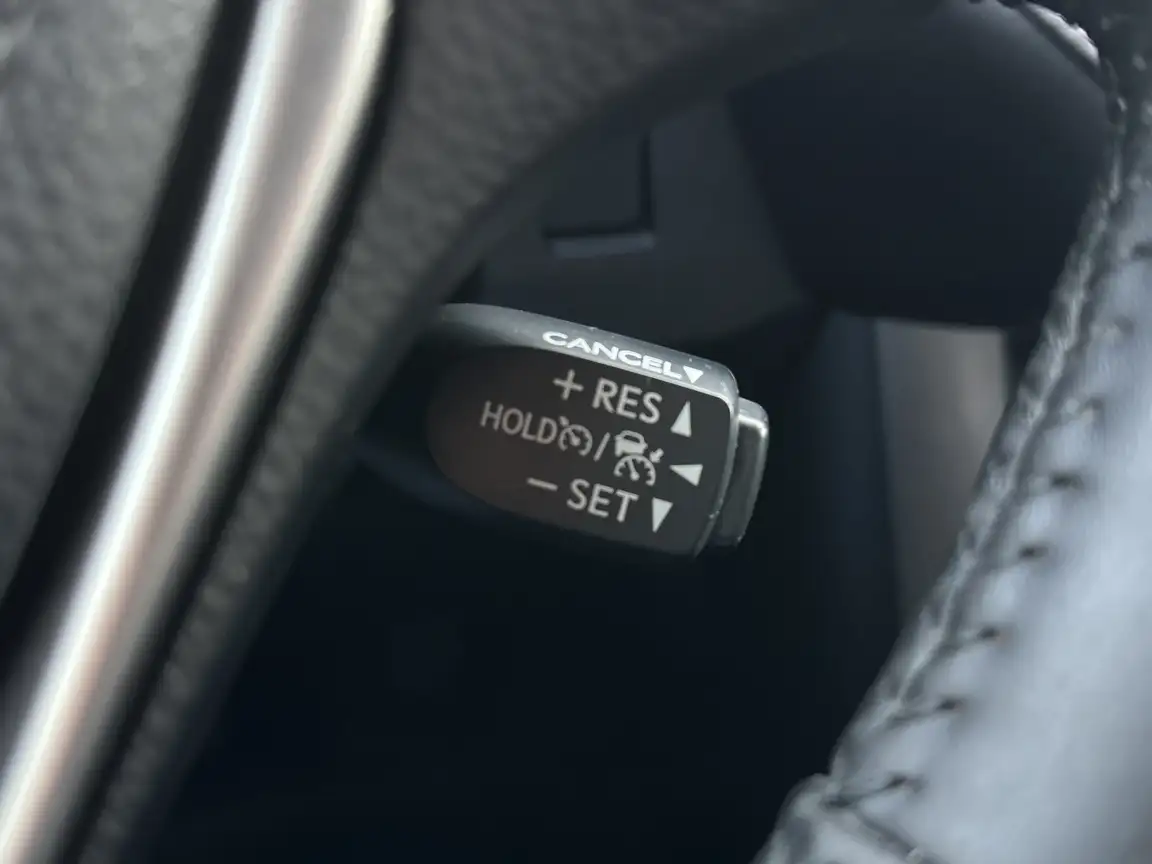 CANCEL▼
+ RES ▲
HOLD / ◀
− SET ▼